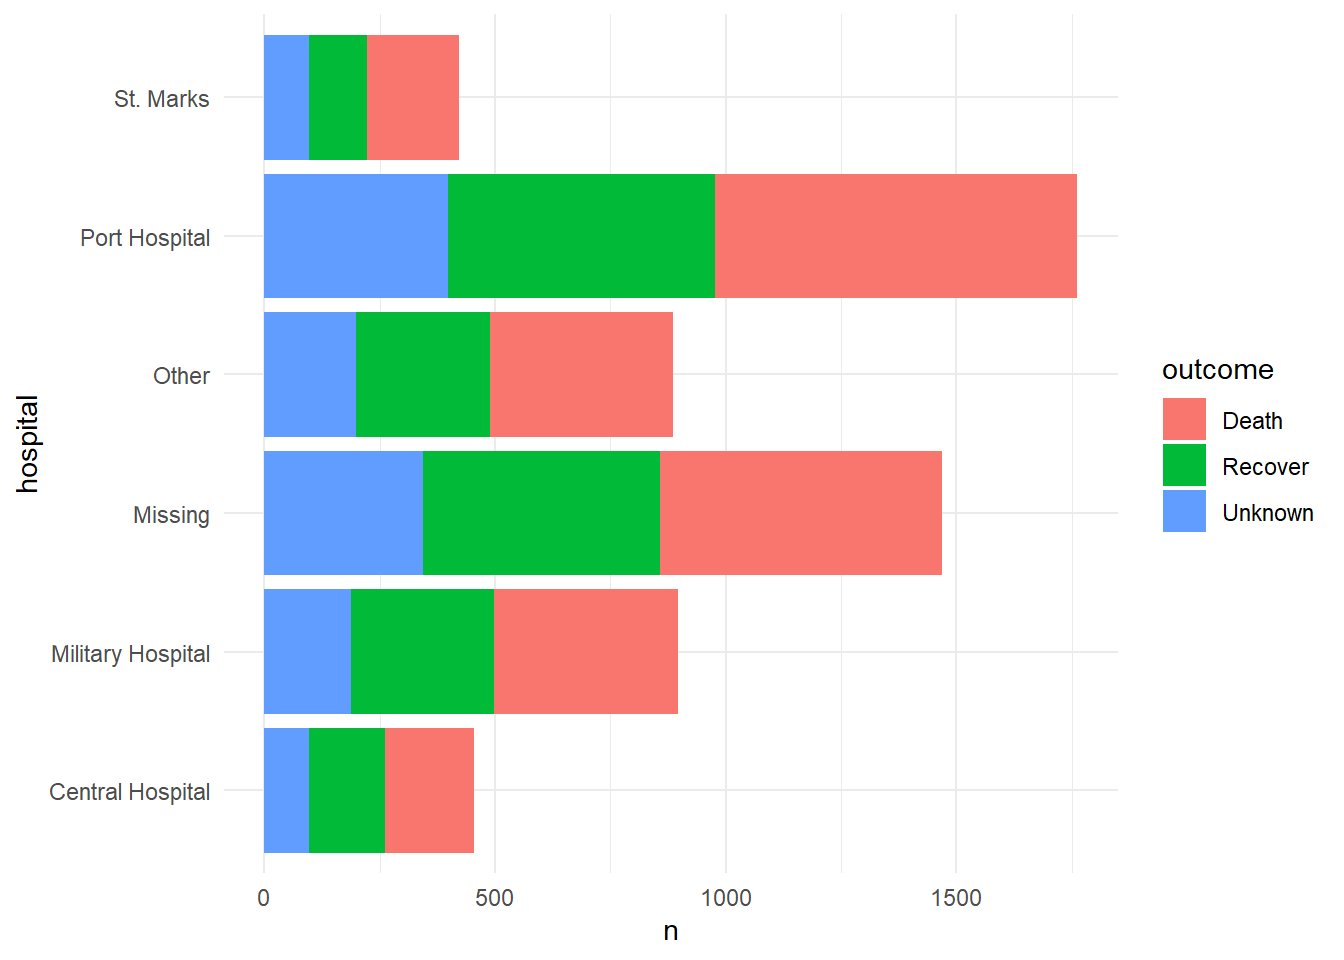 St. Marks
Port Hospital
Other
Missing
Military Hospital
Central Hospital
hospital
0 500 1000 1500
n
outcome
Death
Recover
Unknown